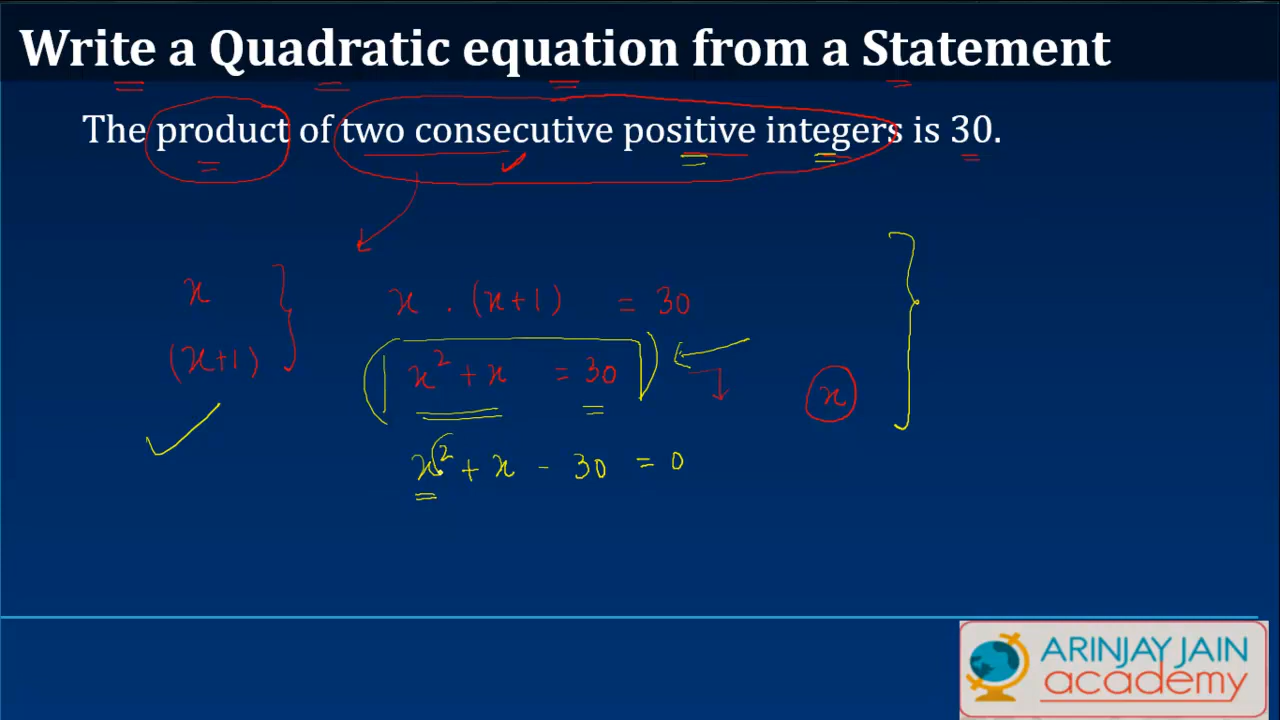 Write a Quadratic equation from a Statement
The product of two consecutive positive integers is 30.
x
(x+1)
x . (x+1) = 30
x² + x = 30
x
x² + x - 30 = 0
ARINJAY JAIN
academy